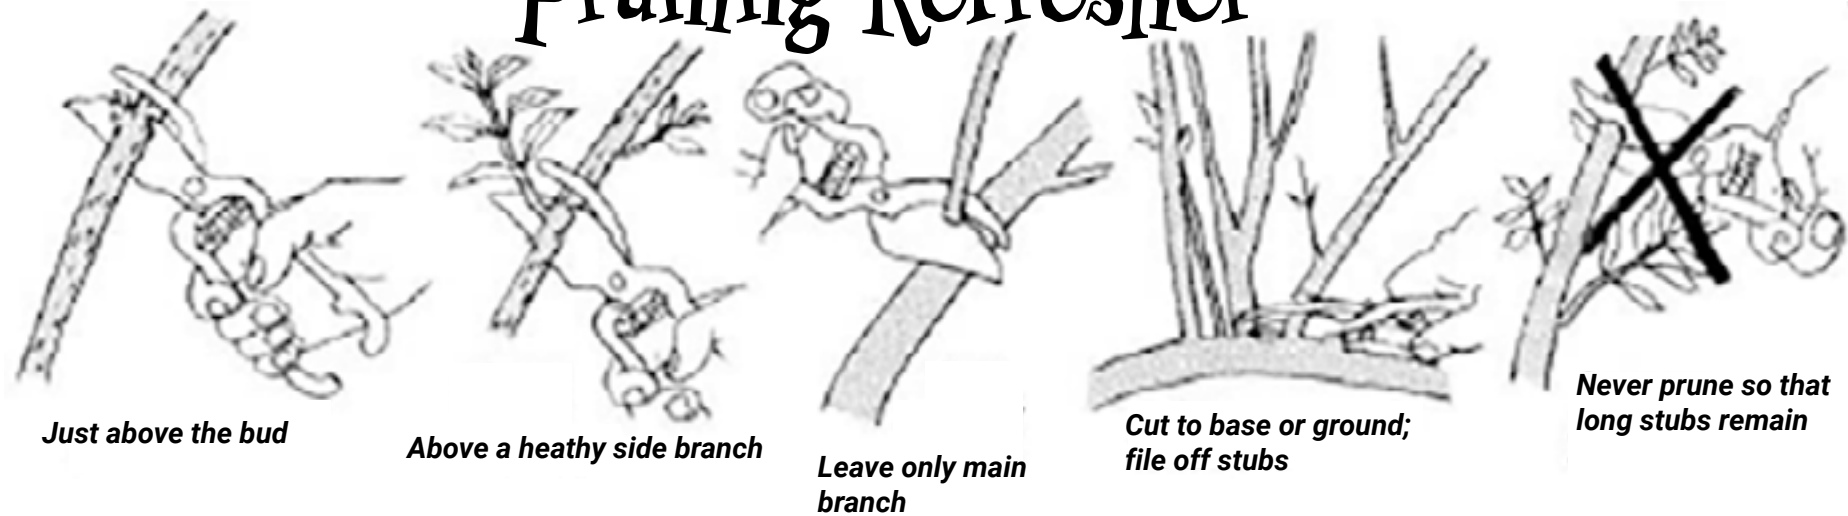 Pruning Refresher
Just above the bud
Above a heathy side branch
Leave only main
branch
Cut to base or ground;
file off stubs
Never prune so that
long stubs remain